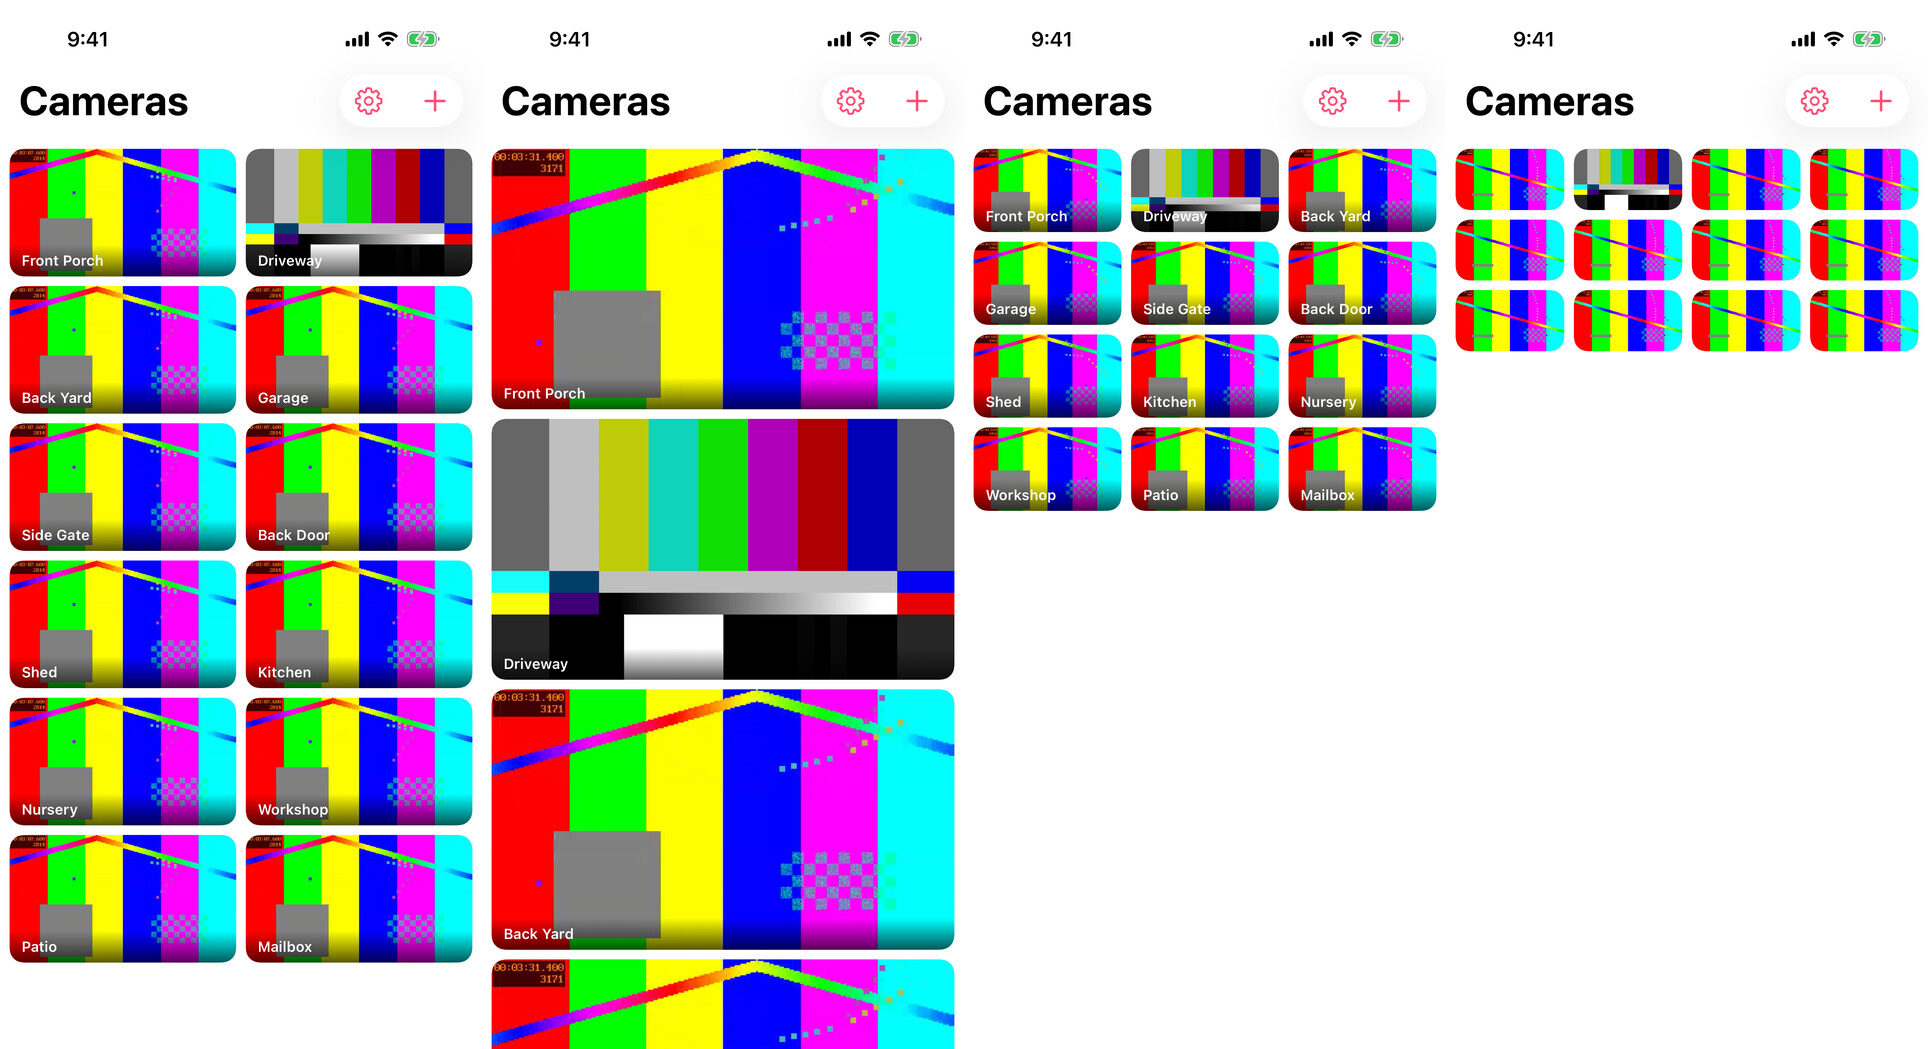 9:41
Cameras
Front Porch
Driveway
Back Yard
Garage
Side Gate
Back Door
Shed
Kitchen
Nursery
Workshop
Patio
Mailbox
9:41
Cameras
00:03:31.400
3171
Front Porch
Driveway
00:03:31.400
3171
Back Yard
00:03:31.400
3171
9:41
Cameras
Front Porch
Driveway
Back Yard
Garage
Side Gate
Back Door
Shed
Kitchen
Nursery
Workshop
Patio
Mailbox
9:41
Cameras